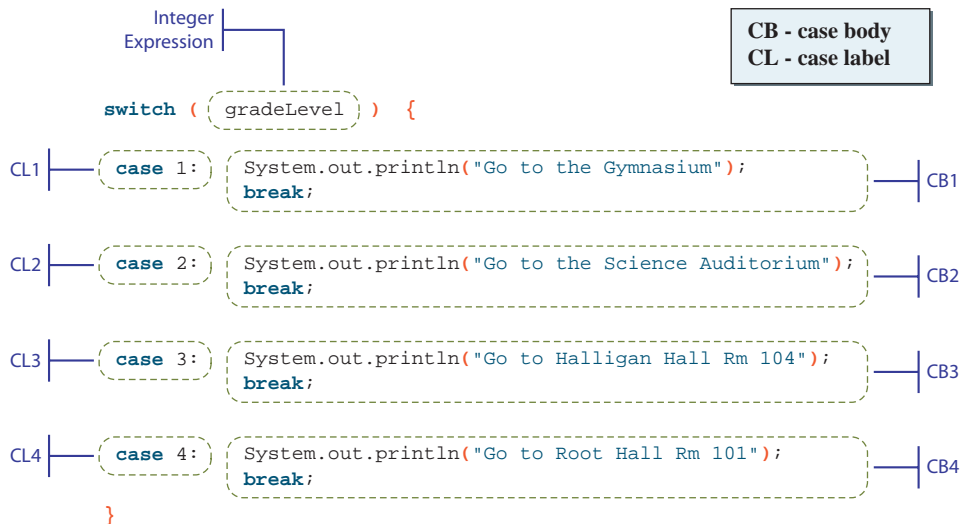 Integer
Expression
CB - case body
CL - case label
switch ( gradeLevel ) {
CL1 case 1: System.out.println("Go to the Gymnasium");
break; CB1
CL2 case 2: System.out.println("Go to the Science Auditorium");
break; CB2
CL3 case 3: System.out.println("Go to Halligan Hall Rm 104");
break; CB3
CL4 case 4: System.out.println("Go to Root Hall Rm 101");
break; CB4
}